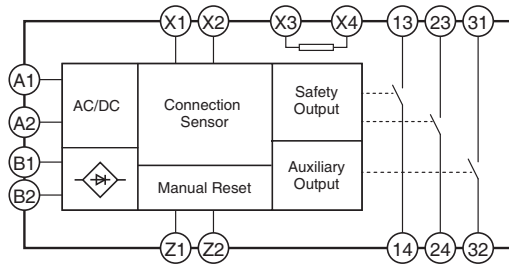 X1 X2 X3 X4 13 23 31
A1
A2
B1
B2
AC/DC
Connection
Sensor
Safety
Output
Manual Reset
Auxiliary
Output
Z1 Z2 14 24 32